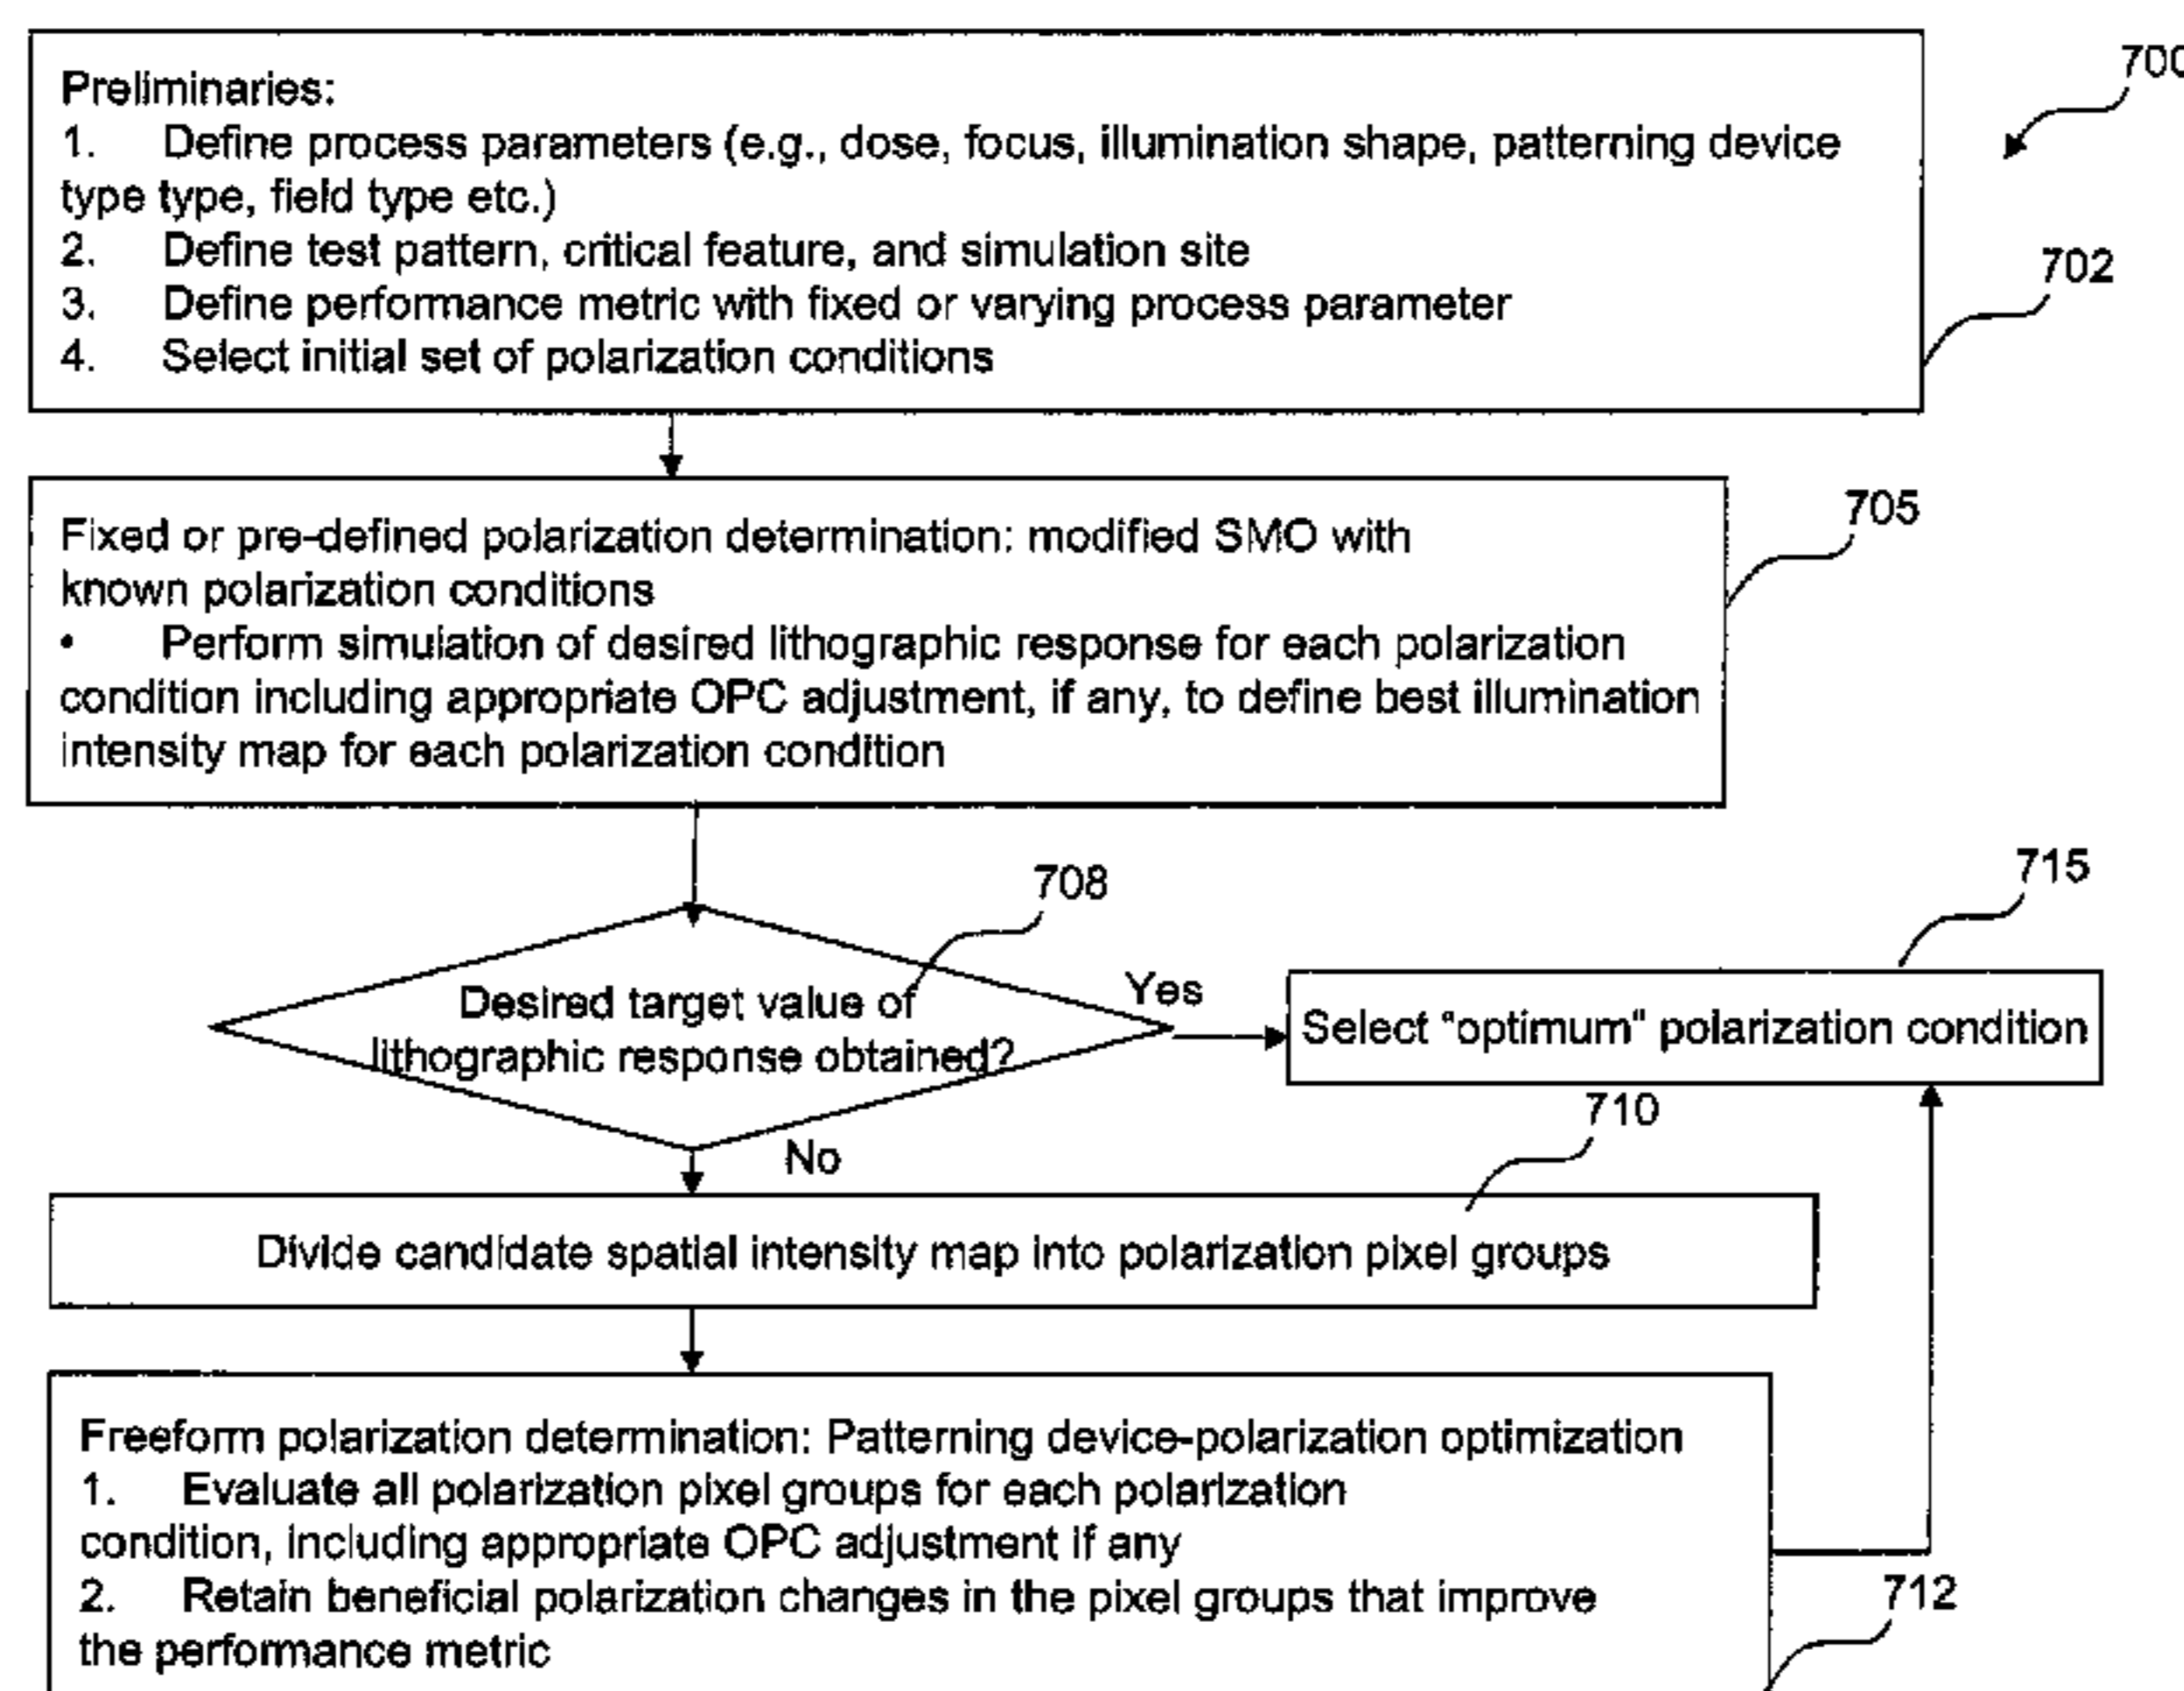 Preliminaries:
1. Define process parameters (e.g., dose, focus, illumination shape, patterning device
type type, field type etc.)
2. Define test pattern, critical feature, and simulation site
3. Define performance metric with fixed or varying process parameter
4. Select initial set of polarization conditions
700
702
Fixed or pre-defined polarization determination: modified SMO with
known polarization conditions
• Perform simulation of desired lithographic response for each polarization
condition including appropriate OPC adjustment, if any, to define best illumination
intensity map for each polarization condition
705
708
Desired target value of
lithographic response obtained?
Yes
715
Select "optimum" polarization condition
No
710
Divide candidate spatial intensity map into polarization pixel groups
Freeform polarization determination: Patterning device-polarization optimization
1. Evaluate all polarization pixel groups for each polarization
condition, including appropriate OPC adjustment if any
2. Retain beneficial polarization changes in the pixel groups that improve
the performance metric
712